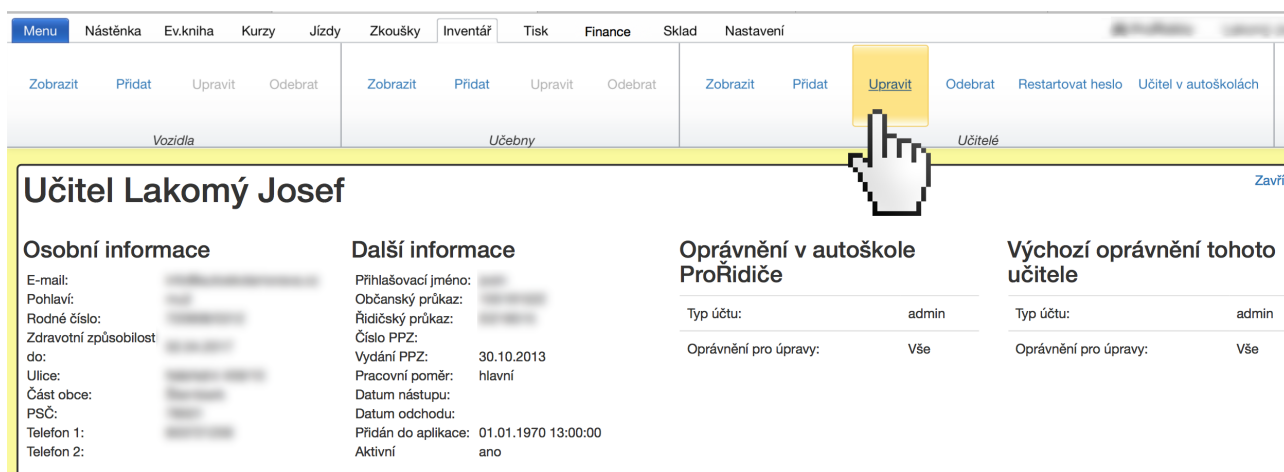 Menu Nástěnka Ev.kniha Kurzy Jízdy Zkoušky Inventář Tisk Finance Sklad Nastavení
Zobrazit Přidat Upravit Odebrat Zobrazit Přidat Upravit Odebrat Zobrazit Přidat Upravit Odebrat Restartovat heslo Učitel v autoškolách
Vozidla Učebny Učitelé
Učitel Lakomý Josef
Zavří
Osobní informace
E-mail:
Pohlaví:
Rodné číslo:
Zdravotní způsobilost
do:
Ulice:
Část obce:
PSČ:
Telefon 1:
Telefon 2:
Další informace
Přihlašovací jméno:
Občanský průkaz:
Řidičský průkaz:
Číslo PPZ:
Vydání PPZ: 30.10.2013
Pracovní poměr: hlavní
Datum nástupu:
Datum odchodu:
Přidán do aplikace: 01.01.1970 13:00:00
Aktivní ano
Oprávnění v autoškole
ProŘidiče
Typ účtu: admin
Oprávnění pro úpravy: Vše
Výchozí oprávnění tohoto
učitele
Typ účtu: admin
Oprávnění pro úpravy: Vše